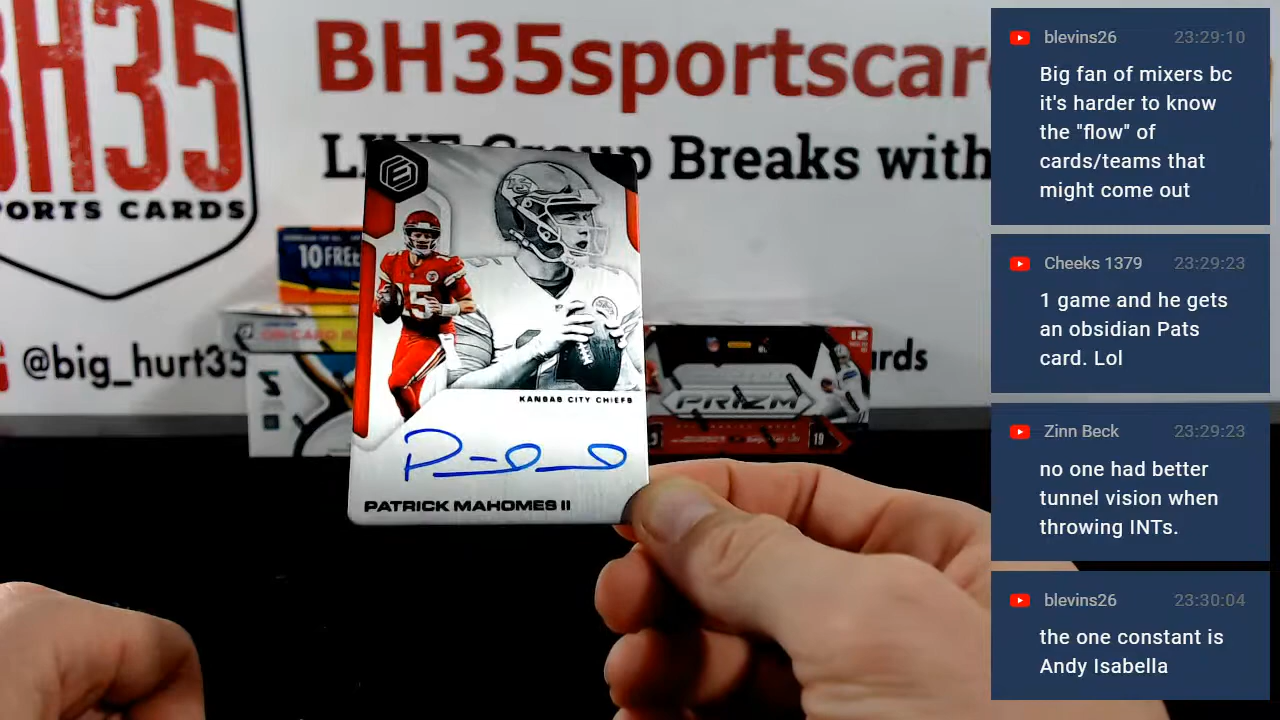 BH35
SPORTS CARDS
BH35sportscar
LIVE Group Breaks with
@big_hurt35
10 FREE
PRIZM
12
19
15
KANSAS CITY CHIEFS
PATRICK MAHOMES II
blevins26 23:29:10
Big fan of mixers bc
it's harder to know
the "flow" of
cards/teams that
might come out
Cheeks 1379 23:29:23
1 game and he gets
an obsidian Pats
card. Lol
Zinn Beck 23:29:23
no one had better
tunnel vision when
throwing INTs.
blevins26 23:30:04
the one constant is
Andy Isabella